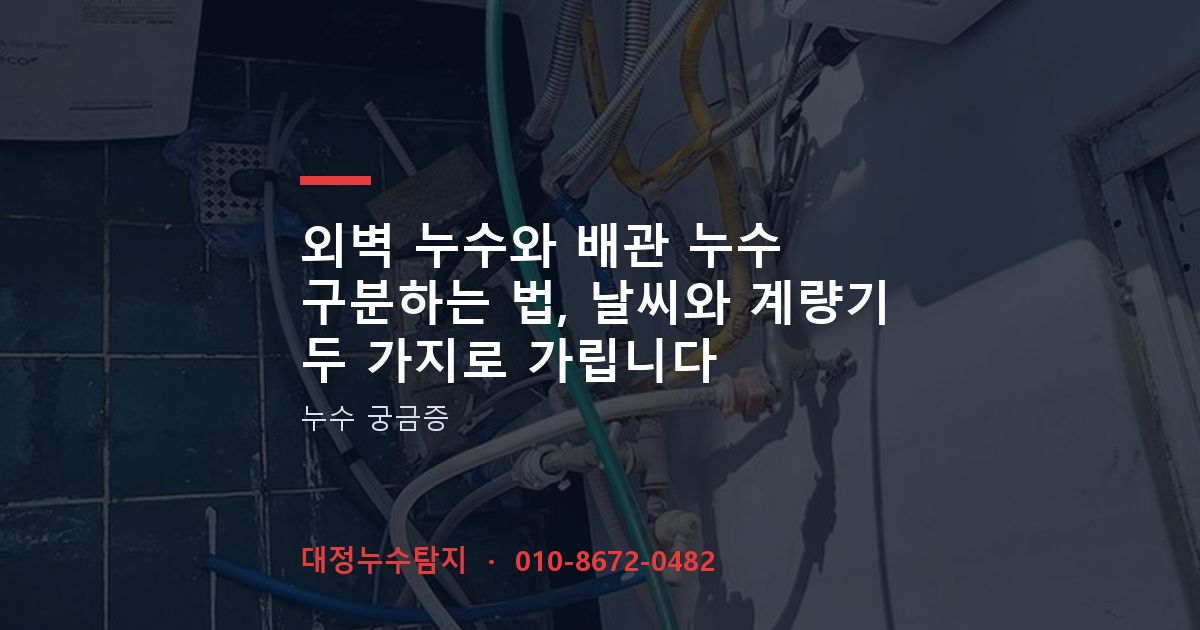 외벽 누수와 배관 누수
구분하는 법, 날씨와 계량기
두 가지로 가립니다
누수 궁금증
대정누수탐지 · 010-8672-0482